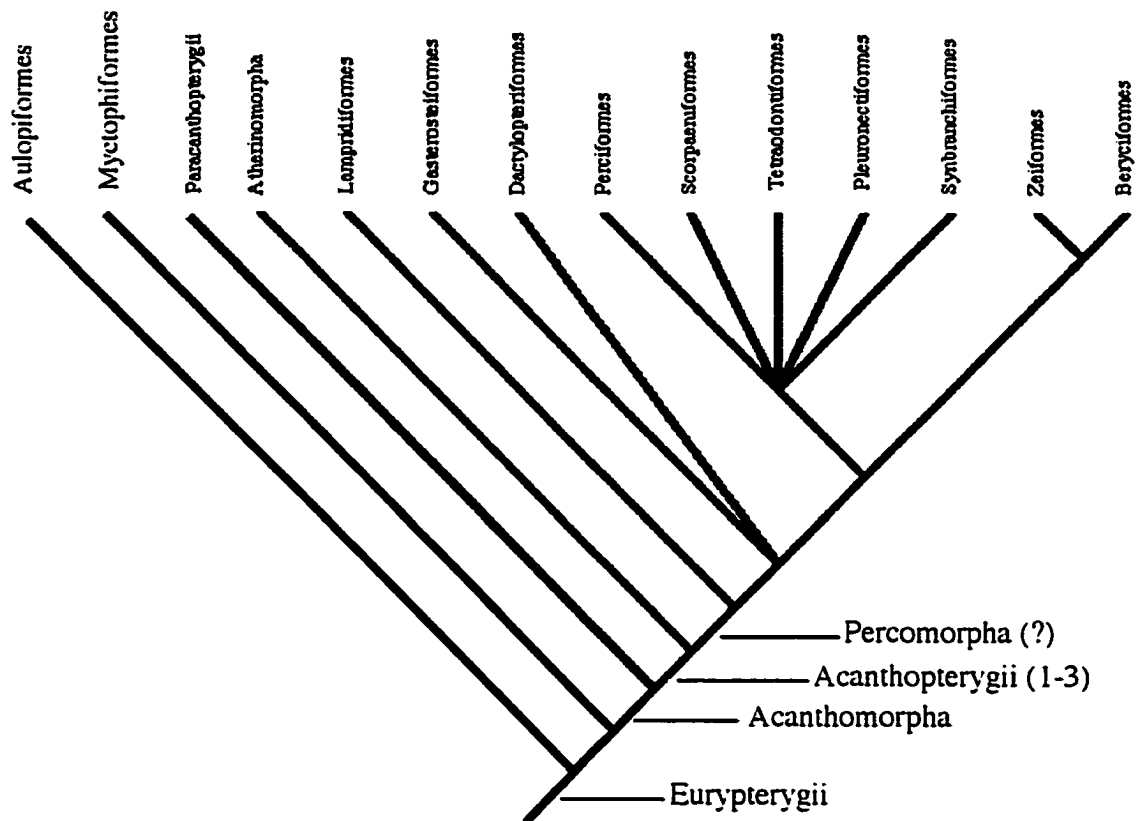 Aulopiformes
Myctophiformes
Paracanthopterygii
Atherinomorpha
Lampridiformes
Gasterosteiformes
Dactylopteriformes
Perciformes
Scorpaeniformes
Tetraodontiformes
Pleuronectiformes
Synbranchiformes
Zeiformes
Beryciformes
Percomorpha (?)
Acanthopterygii (1-3)
Acanthomorpha
Eurypterygii